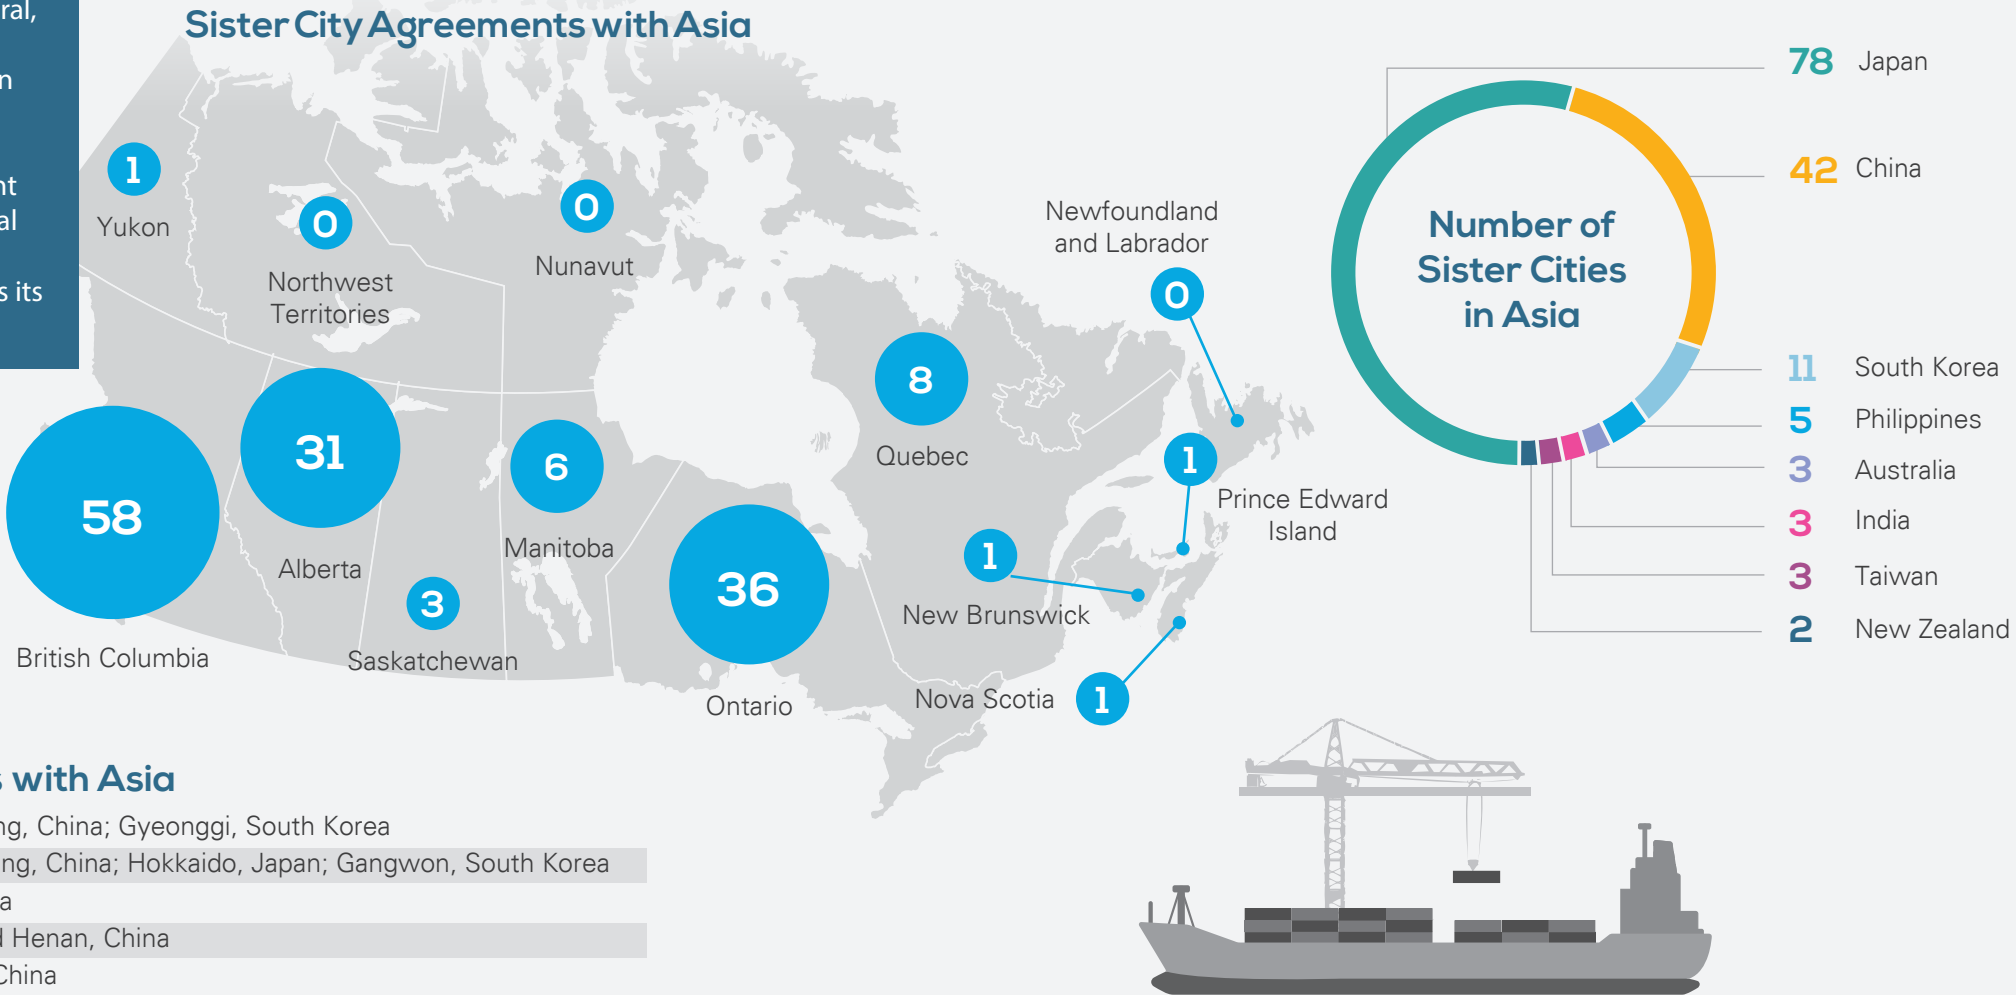 Sister City Agreements with Asia
s its
1
Yukon
0
Northwest
Territories
0
Nunavut
Newfoundland
and Labrador
0
58
British Columbia
31
Alberta
3
Saskatchewan
6
Manitoba
36
Ontario
8
Quebec
1
Prince Edward
Island
1
New Brunswick
Nova Scotia
1
Number of
Sister Cities
in Asia
78 Japan
42 China
11 South Korea
5 Philippines
3 Australia
3 India
3 Taiwan
2 New Zealand
with Asia
China; Gyeonggi, South Korea
China; Hokkaido, Japan; Gangwon, South Korea
Henan, China
China